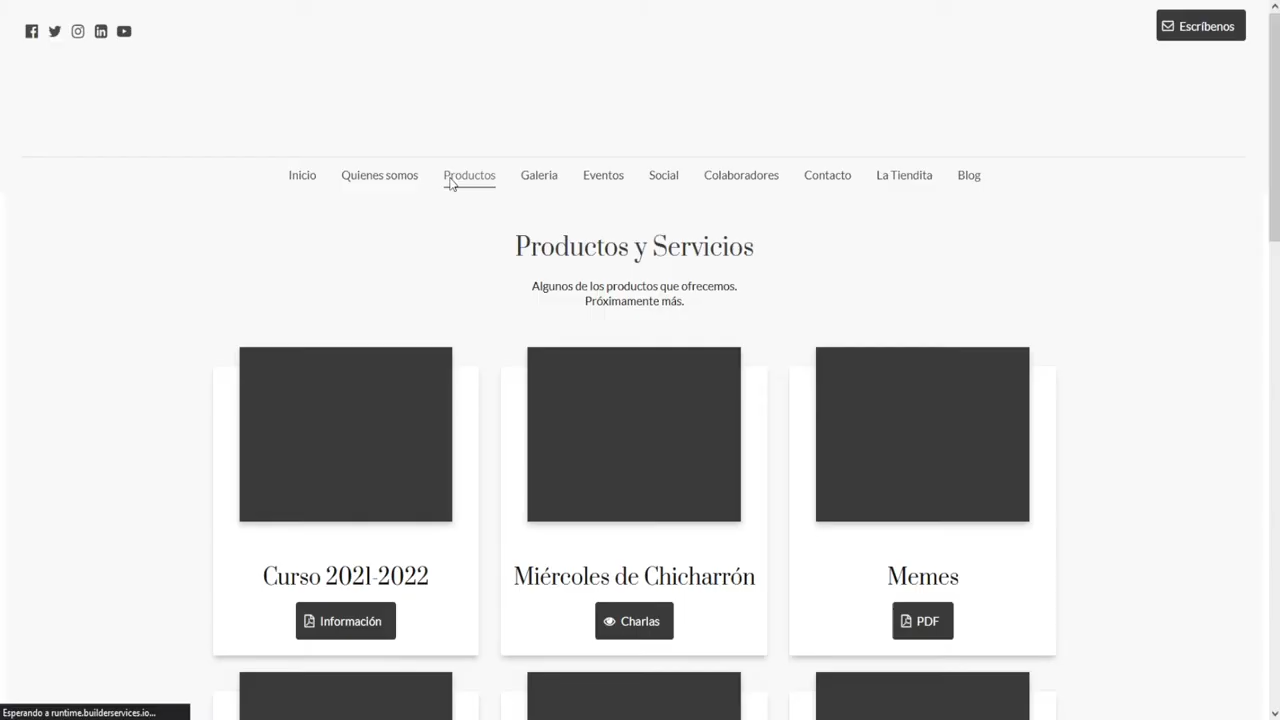 Escríbenos
Inicio Quienes somos Productos Galeria Eventos Social Colaboradores Contacto La Tiendita Blog
Productos y Servicios
Algunos de los productos que ofrecemos.
Próximamente más.
Curso 2021-2022
Información
Miércoles de Chicharrón
Charlas
Memes
PDF
Esperando a runtime.builderservices.io...